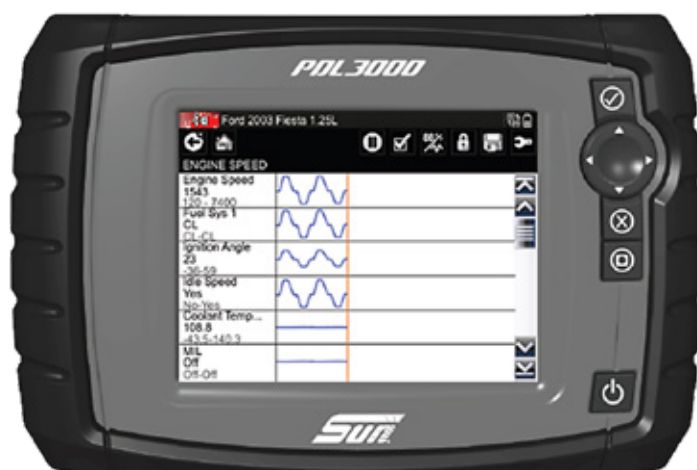 PDL3000
Ford 2003 Fiesta 1.25L
ENGINE SPEED
Engine Speed
1543
120 - 7400
Fuel Sys 1
CL
CL-CL
Ignition Angle
23
-36-59
Idle Speed
Yes
No-Yes
Coolant Temp...
108.8
-43.5-140.3
MIL
Off
Off-Off
Sun